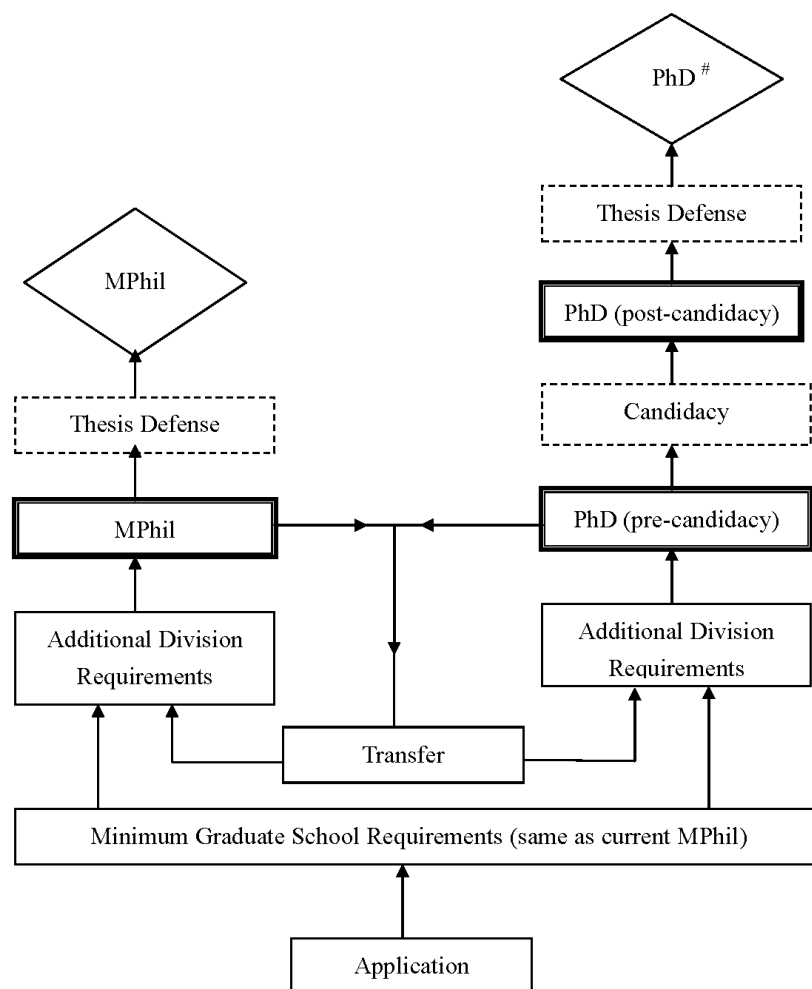 PhD #
Thesis Defense
MPhil
PhD (post-candidacy)
Thesis Defense
Candidacy
MPhil
PhD (pre-candidacy)
Additional Division
Requirements
Additional Division
Requirements
Transfer
Minimum Graduate School Requirements (same as current MPhil)
Application